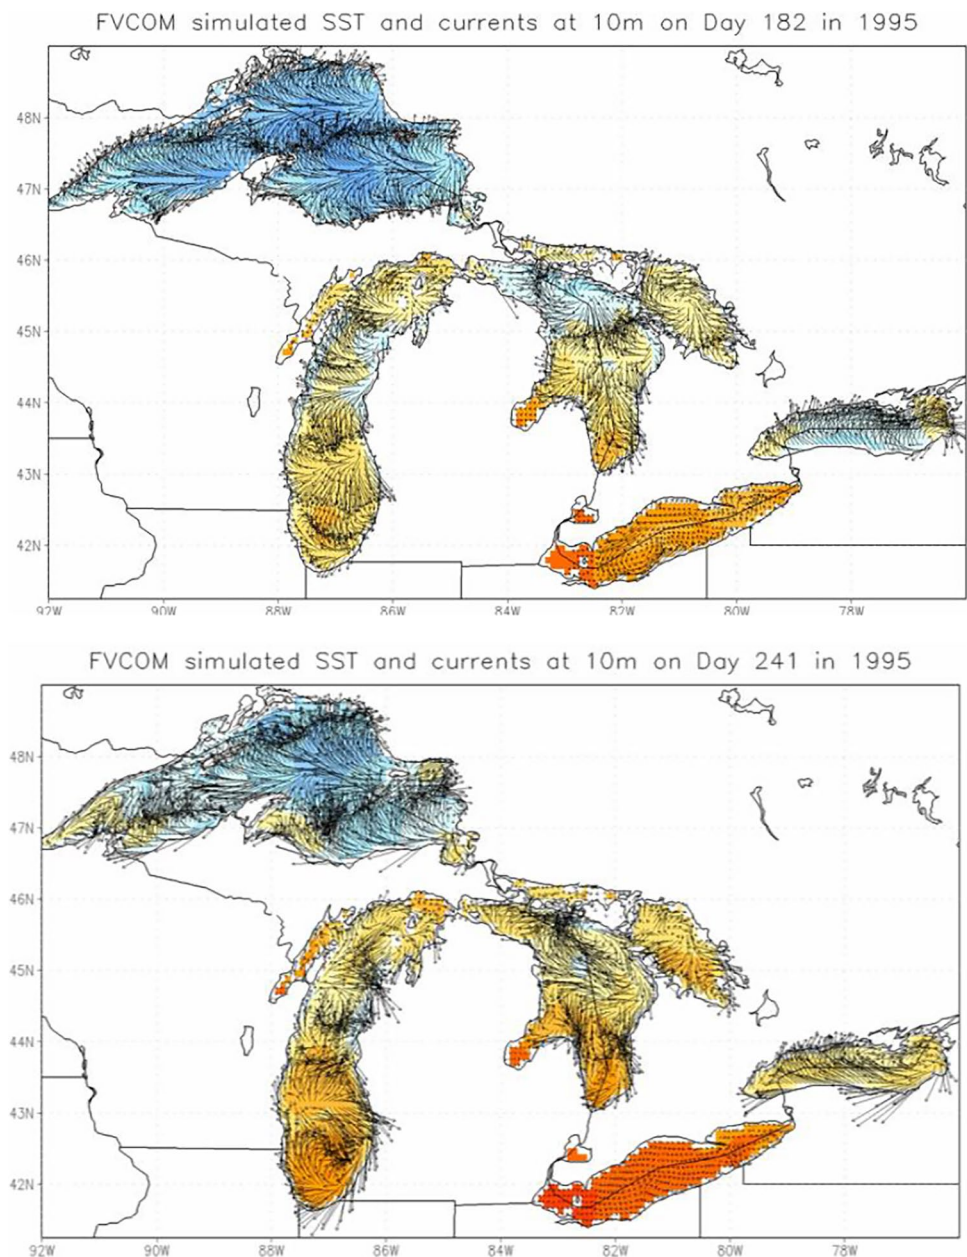 FVCOM simulated SST and currents at 10m on Day 182 in 1995
48N
47N
46N
45N
44N
43N
42N
92W 90W 88W 86W 84W 82W 80W 78W
FVCOM simulated SST and currents at 10m on Day 241 in 1995
48N
47N
46N
45N
44N
43N
42N
92W 90W 88W 86W 84W 82W 80W 78W